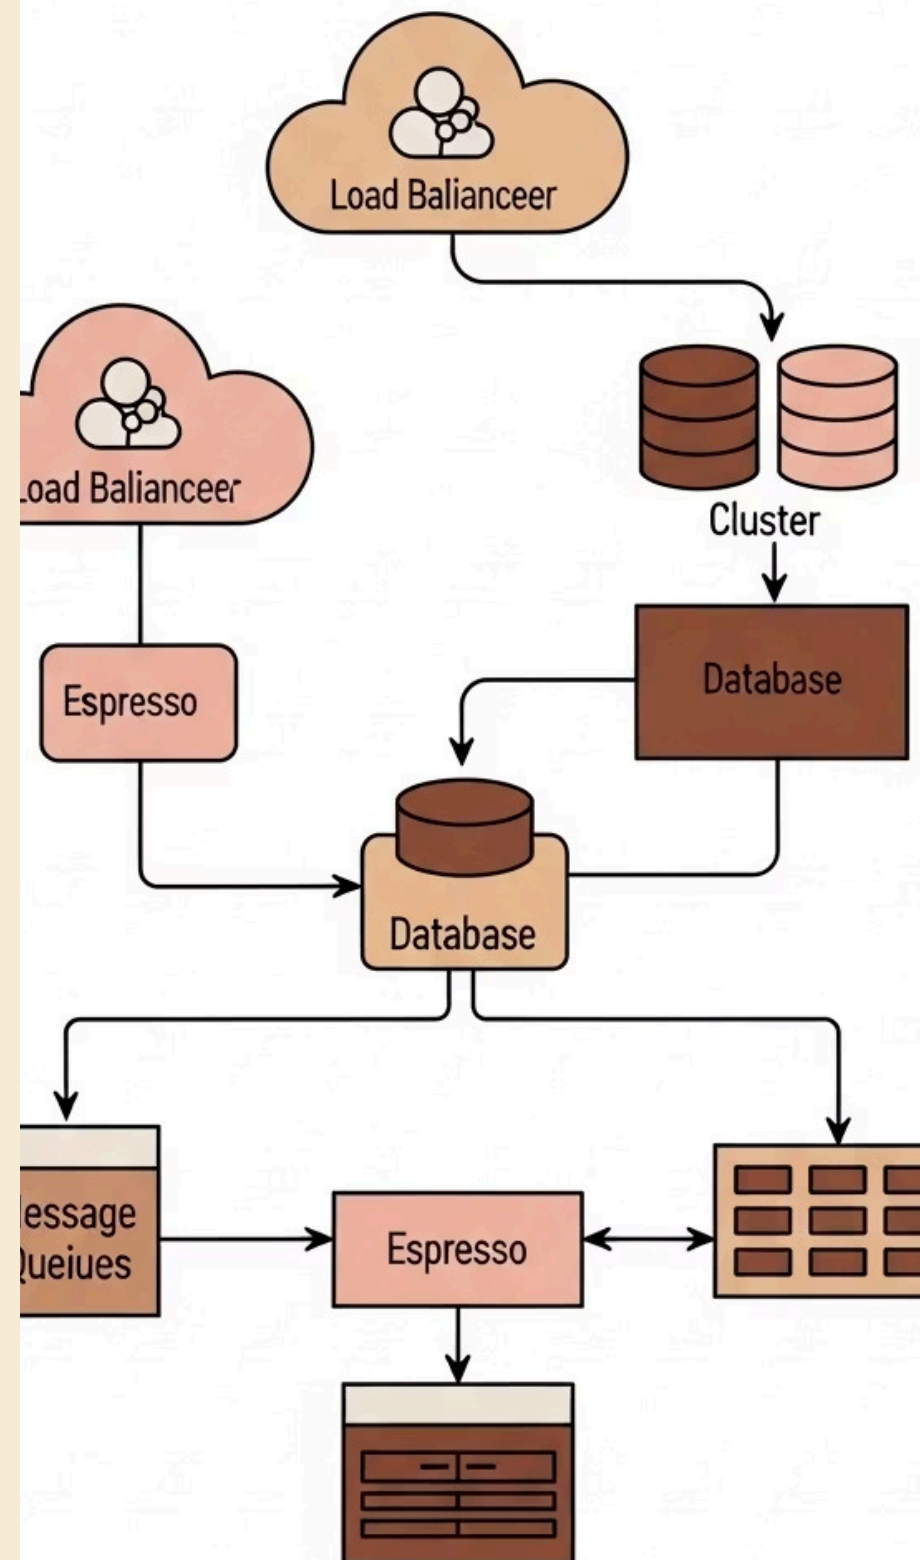 Load Balianceer
oad Balianceer
Cluster
Espresso
Database
Database
essage
Queiues
Espresso